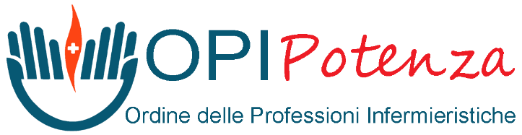 OPI Potenza
Ordine delle Professioni Infermieristiche